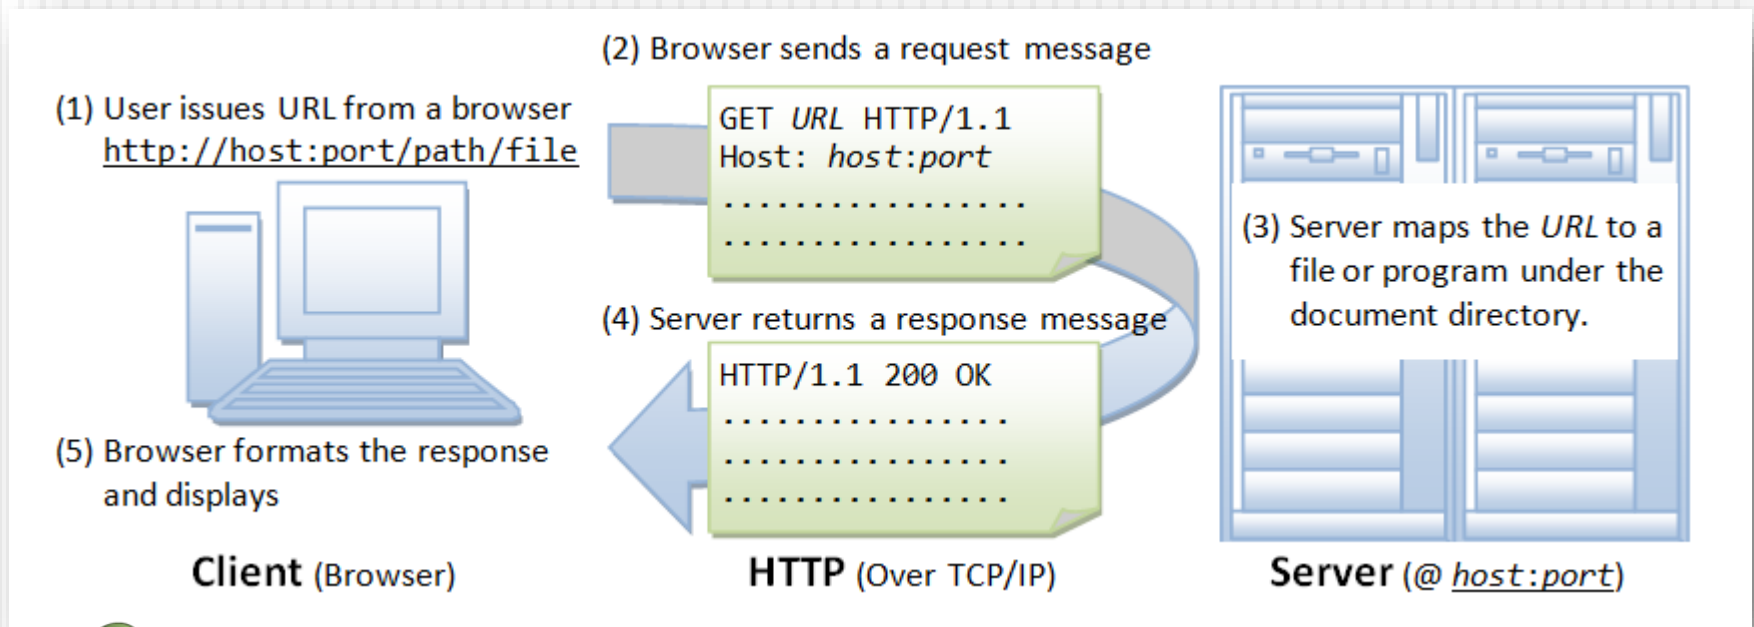 (1) User issues URL from a browser
http://host:port/path/file
(2) Browser sends a request message
GET URL HTTP/1.1
Host: host:port
.................
.................
(3) Server maps the URL to a
file or program under the
document directory.
(4) Server returns a response message
HTTP/1.1 200 OK
................
................
................
(5) Browser formats the response
and displays
Client (Browser)
HTTP (Over TCP/IP)
Server (@ host:port)